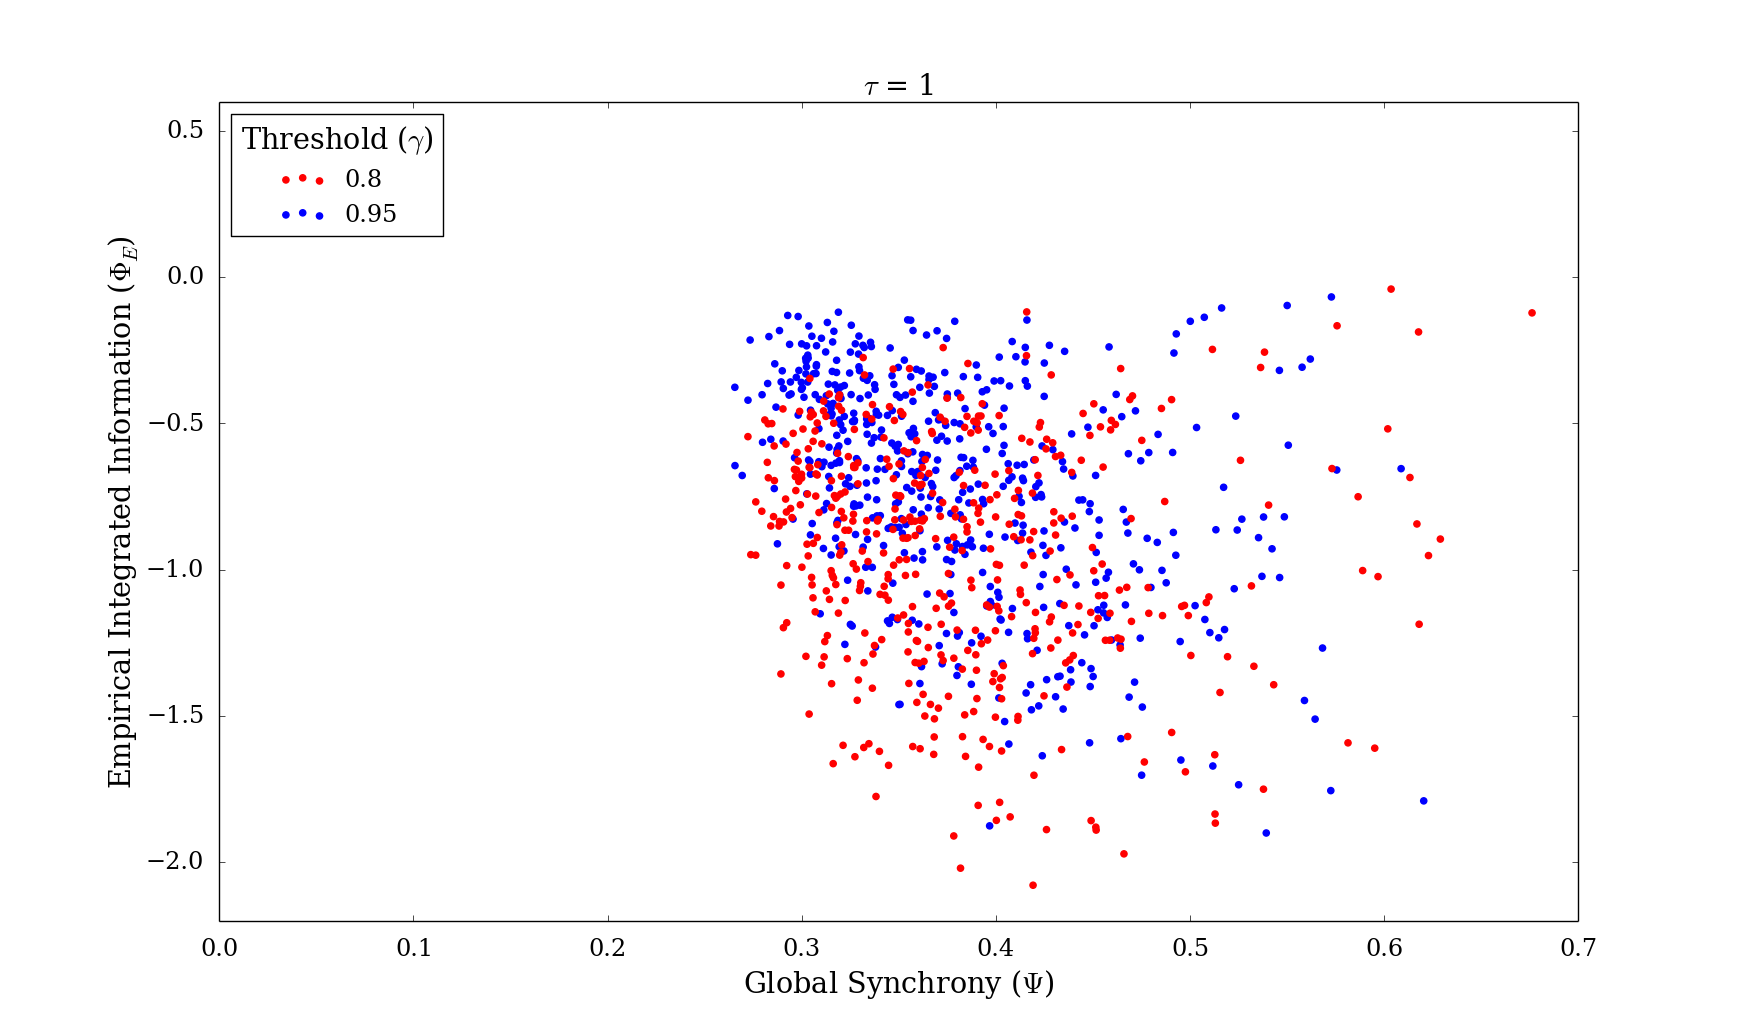 τ = 1
Threshold (γ)
0.8
0.95
0.5
0.0
−0.5
−1.0
−1.5
−2.0
Empirical Integrated Information (Φ_E)
0.0 0.1 0.2 0.3 0.4 0.5 0.6 0.7
Global Synchrony (Ψ)